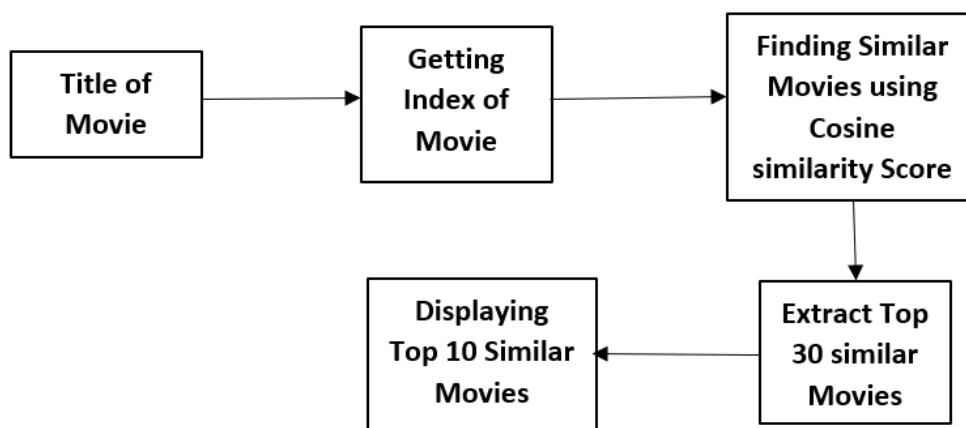 Title of
Movie
Getting
Index of
Movie
Finding Similar
Movies using
Cosine
similarity Score
Extract Top
30 similar
Movies
Displaying
Top 10 Similar
Movies